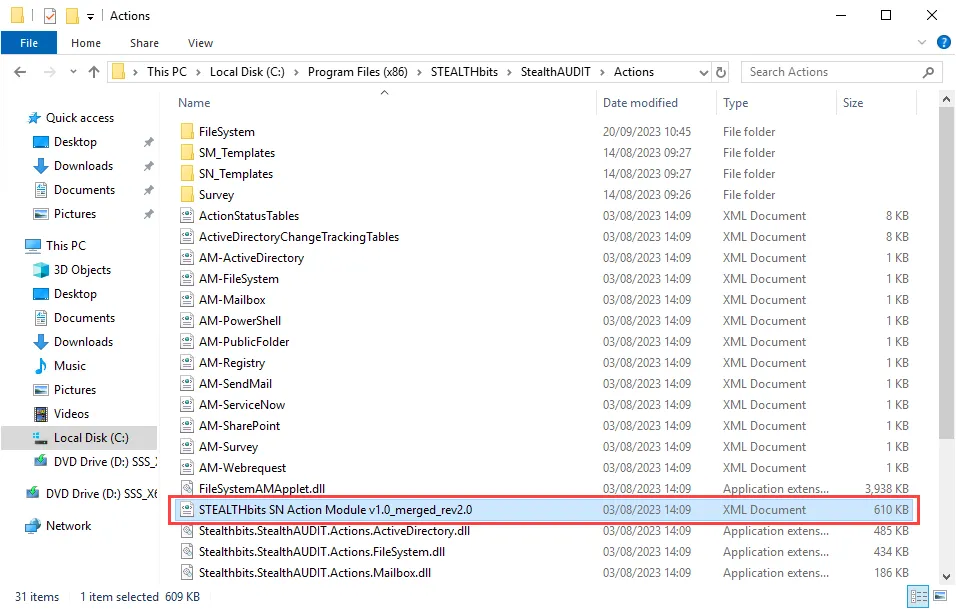 Actions
File Home Share View
This PC Local Disk (C:) Program Files (x86) STEALTHbits StealthAUDIT Actions Search Actions
Name Date modified Type Size
Quick access
Desktop
Downloads
Documents
Pictures
This PC
3D Objects
Desktop
Documents
Downloads
Music
Pictures
Videos
Local Disk (C:)
DVD Drive (D:) SSS_
DVD Drive (D:) SSS_X6
Network
FileSystem 20/09/2023 10:45 File folder
SM_Templates 14/08/2023 09:27 File folder
SN_Templates 14/08/2023 09:27 File folder
Survey 14/08/2023 09:26 File folder
ActionStatusTables 03/08/2023 14:09 XML Document 8 KB
ActiveDirectoryChangeTrackingTables 03/08/2023 14:09 XML Document 8 KB
AM-ActiveDirectory 03/08/2023 14:09 XML Document 1 KB
AM-FileSystem 03/08/2023 14:09 XML Document 1 KB
AM-Mailbox 03/08/2023 14:09 XML Document 1 KB
AM-PowerShell 03/08/2023 14:09 XML Document 1 KB
AM-PublicFolder 03/08/2023 14:09 XML Document 1 KB
AM-Registry 03/08/2023 14:09 XML Document 1 KB
AM-SendMail 03/08/2023 14:09 XML Document 1 KB
AM-ServiceNow 03/08/2023 14:09 XML Document 1 KB
AM-SharePoint 03/08/2023 14:09 XML Document 1 KB
AM-Survey 03/08/2023 14:09 XML Document 1 KB
AM-Webrequest 03/08/2023 14:09 XML Document 1 KB
FileSystemAMApplet.dll 03/08/2023 14:09 Application extens... 3,938 KB
STEALTHbits SN Action Module v1.0_merged_rev2.0 03/08/2023 14:09 XML Document 610 KB
Stealthbits.StealthAUDIT.Actions.ActiveDirectory.dll 03/08/2023 14:09 Application extens... 485 KB
Stealthbits.StealthAUDIT.Actions.FileSystem.dll 03/08/2023 14:09 Application extens... 434 KB
Stealthbits.StealthAUDIT.Actions.Mailbox.dll 03/08/2023 14:09 Application extens... 186 KB
31 items 1 item selected 609 KB